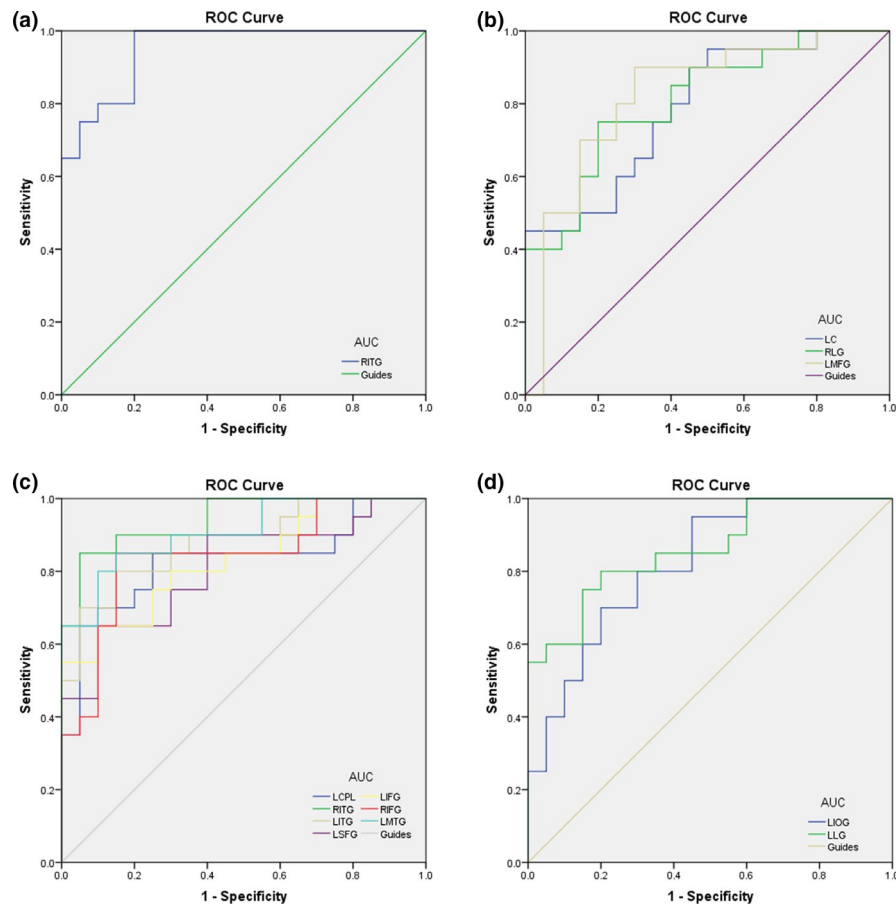 (a)
ROC Curve
1.0
0.8
0.6
0.4
0.2
0.0
Sensitivity
AUC
RITG
Guides
0.0 0.2 0.4 0.6 0.8 1.0
1 - Specificity
(b)
ROC Curve
1.0
0.8
0.6
0.4
0.2
0.0
Sensitivity
AUC
LC
RLG
LMFG
Guides
0.0 0.2 0.4 0.6 0.8 1.0
1 - Specificity
(c)
ROC Curve
1.0
0.8
0.6
0.4
0.2
0.0
Sensitivity
AUC
LCPL LIFG
RITG RIFG
LITG LMTG
LSFG Guides
0.0 0.2 0.4 0.6 0.8 1.0
1 - Specificity
(d)
ROC Curve
1.0
0.8
0.6
0.4
0.2
0.0
Sensitivity
AUC
LIOG
LLG
Guides
0.0 0.2 0.4 0.6 0.8 1.0
1 - Specificity